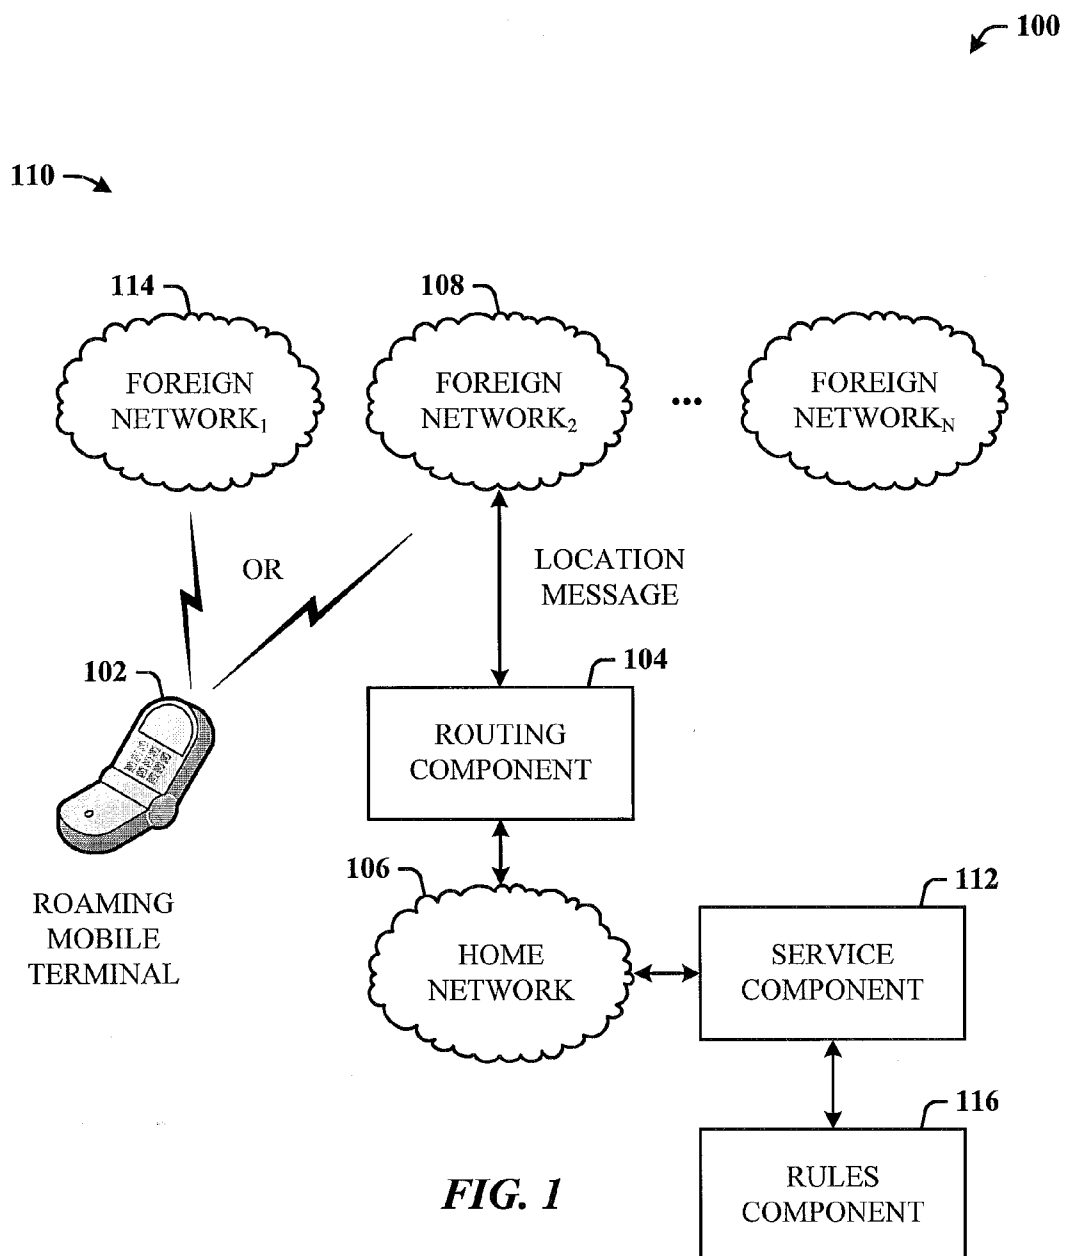 100
110
114
108
FOREIGN
NETWORK1
FOREIGN
NETWORK2
...
FOREIGN
NETWORKN
OR
LOCATION
MESSAGE
102
104
ROUTING
COMPONENT
106
112
ROAMING
MOBILE
TERMINAL
HOME
NETWORK
SERVICE
COMPONENT
116
FIG. 1
RULES
COMPONENT